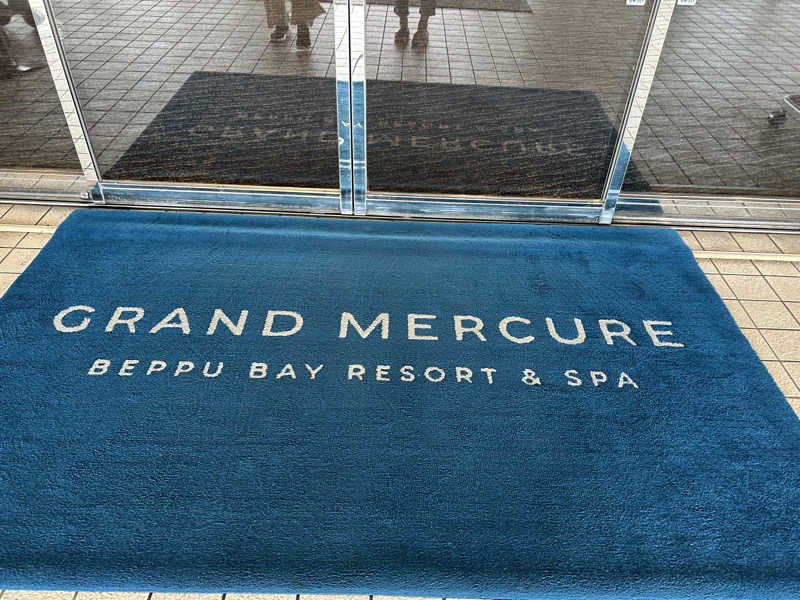 GRAND MERCURE
BEPPU BAY RESORT & SPA